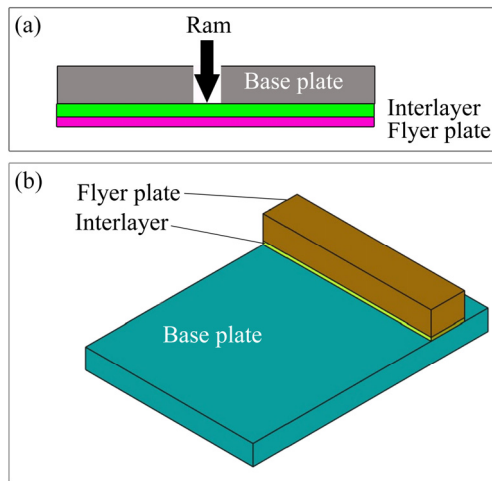 (a)
Ram
Base plate
Interlayer
Flyer plate
(b)
Flyer plate
Interlayer
Base plate